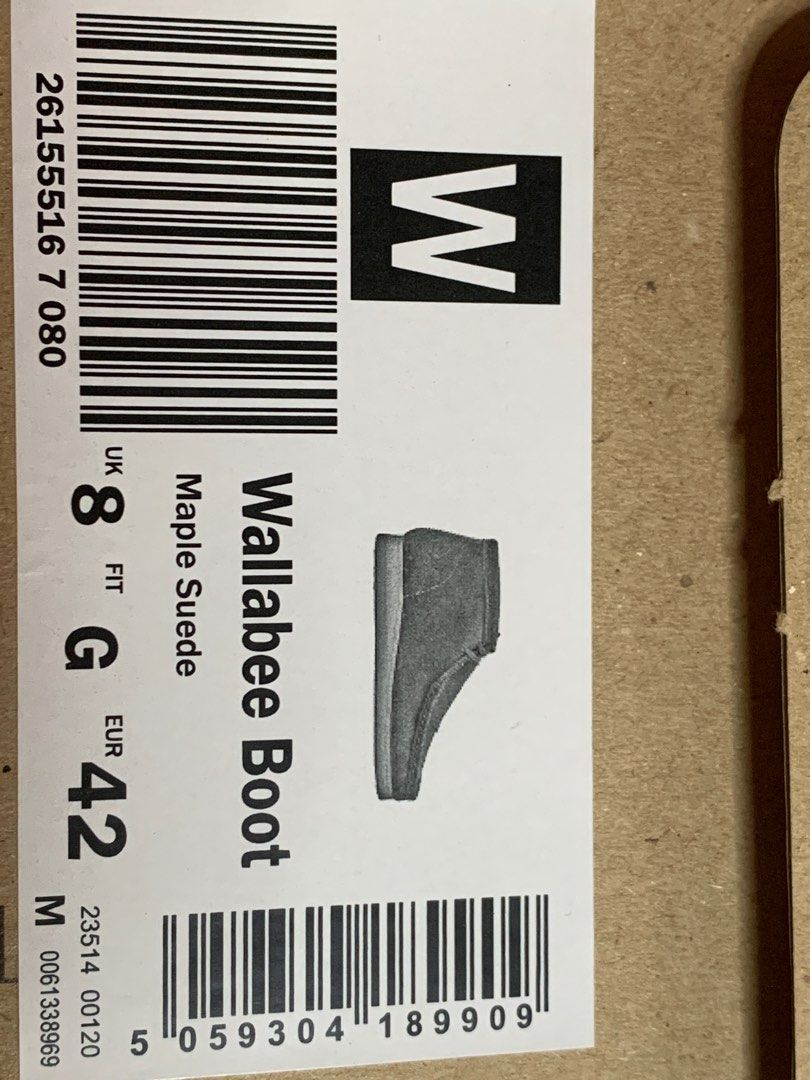 W
26155516 7 080
Wallabee Boot
Maple Suede
UK 8 FIT G EUR 42
23514 00120
M 0061338969
5 059304 189909